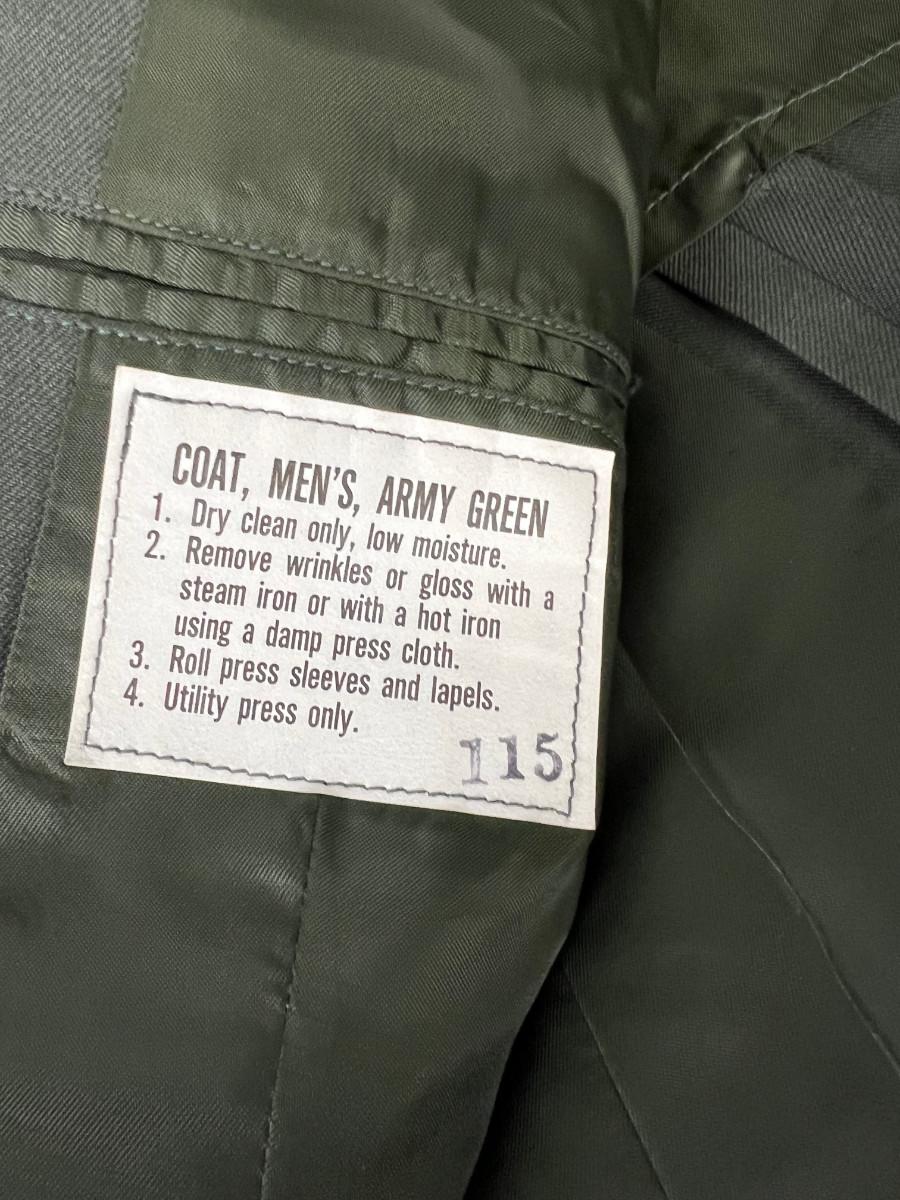 COAT, MEN'S, ARMY GREEN
1. Dry clean only, low moisture.
2. Remove wrinkles or gloss with a
steam iron or with a hot iron
using a damp press cloth.
3. Roll press sleeves and lapels.
4. Utility press only.
115